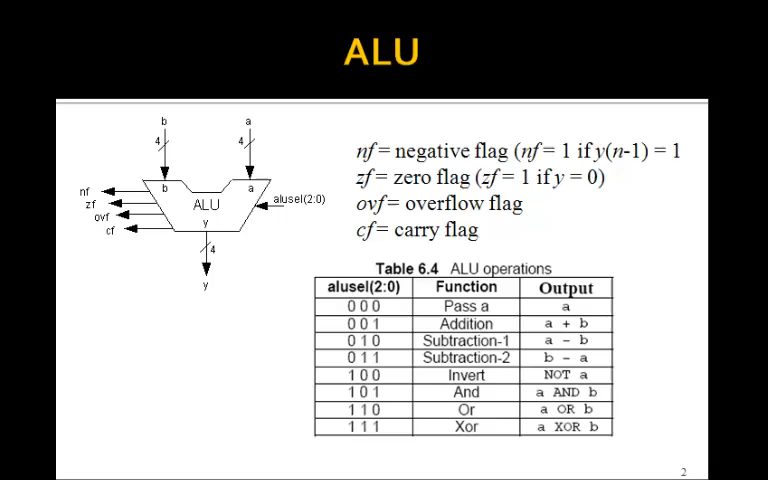 ALU
b
a
4
4
b
a
nf
zf
ovf
cf
ALU
alusel(2:0)
y
4
y
nf = negative flag (nf = 1 if y(n-1) = 1
zf = zero flag (zf = 1 if y = 0)
ovf = overflow flag
cf = carry flag
Table 6.4 ALU operations
alusel(2:0) Function Output
0 0 0 Pass a a
0 0 1 Addition a + b
0 1 0 Subtraction-1 a - b
0 1 1 Subtraction-2 b - a
1 0 0 Invert NOT a
1 0 1 And a AND b
1 1 0 Or a OR b
1 1 1 Xor a XOR b
2